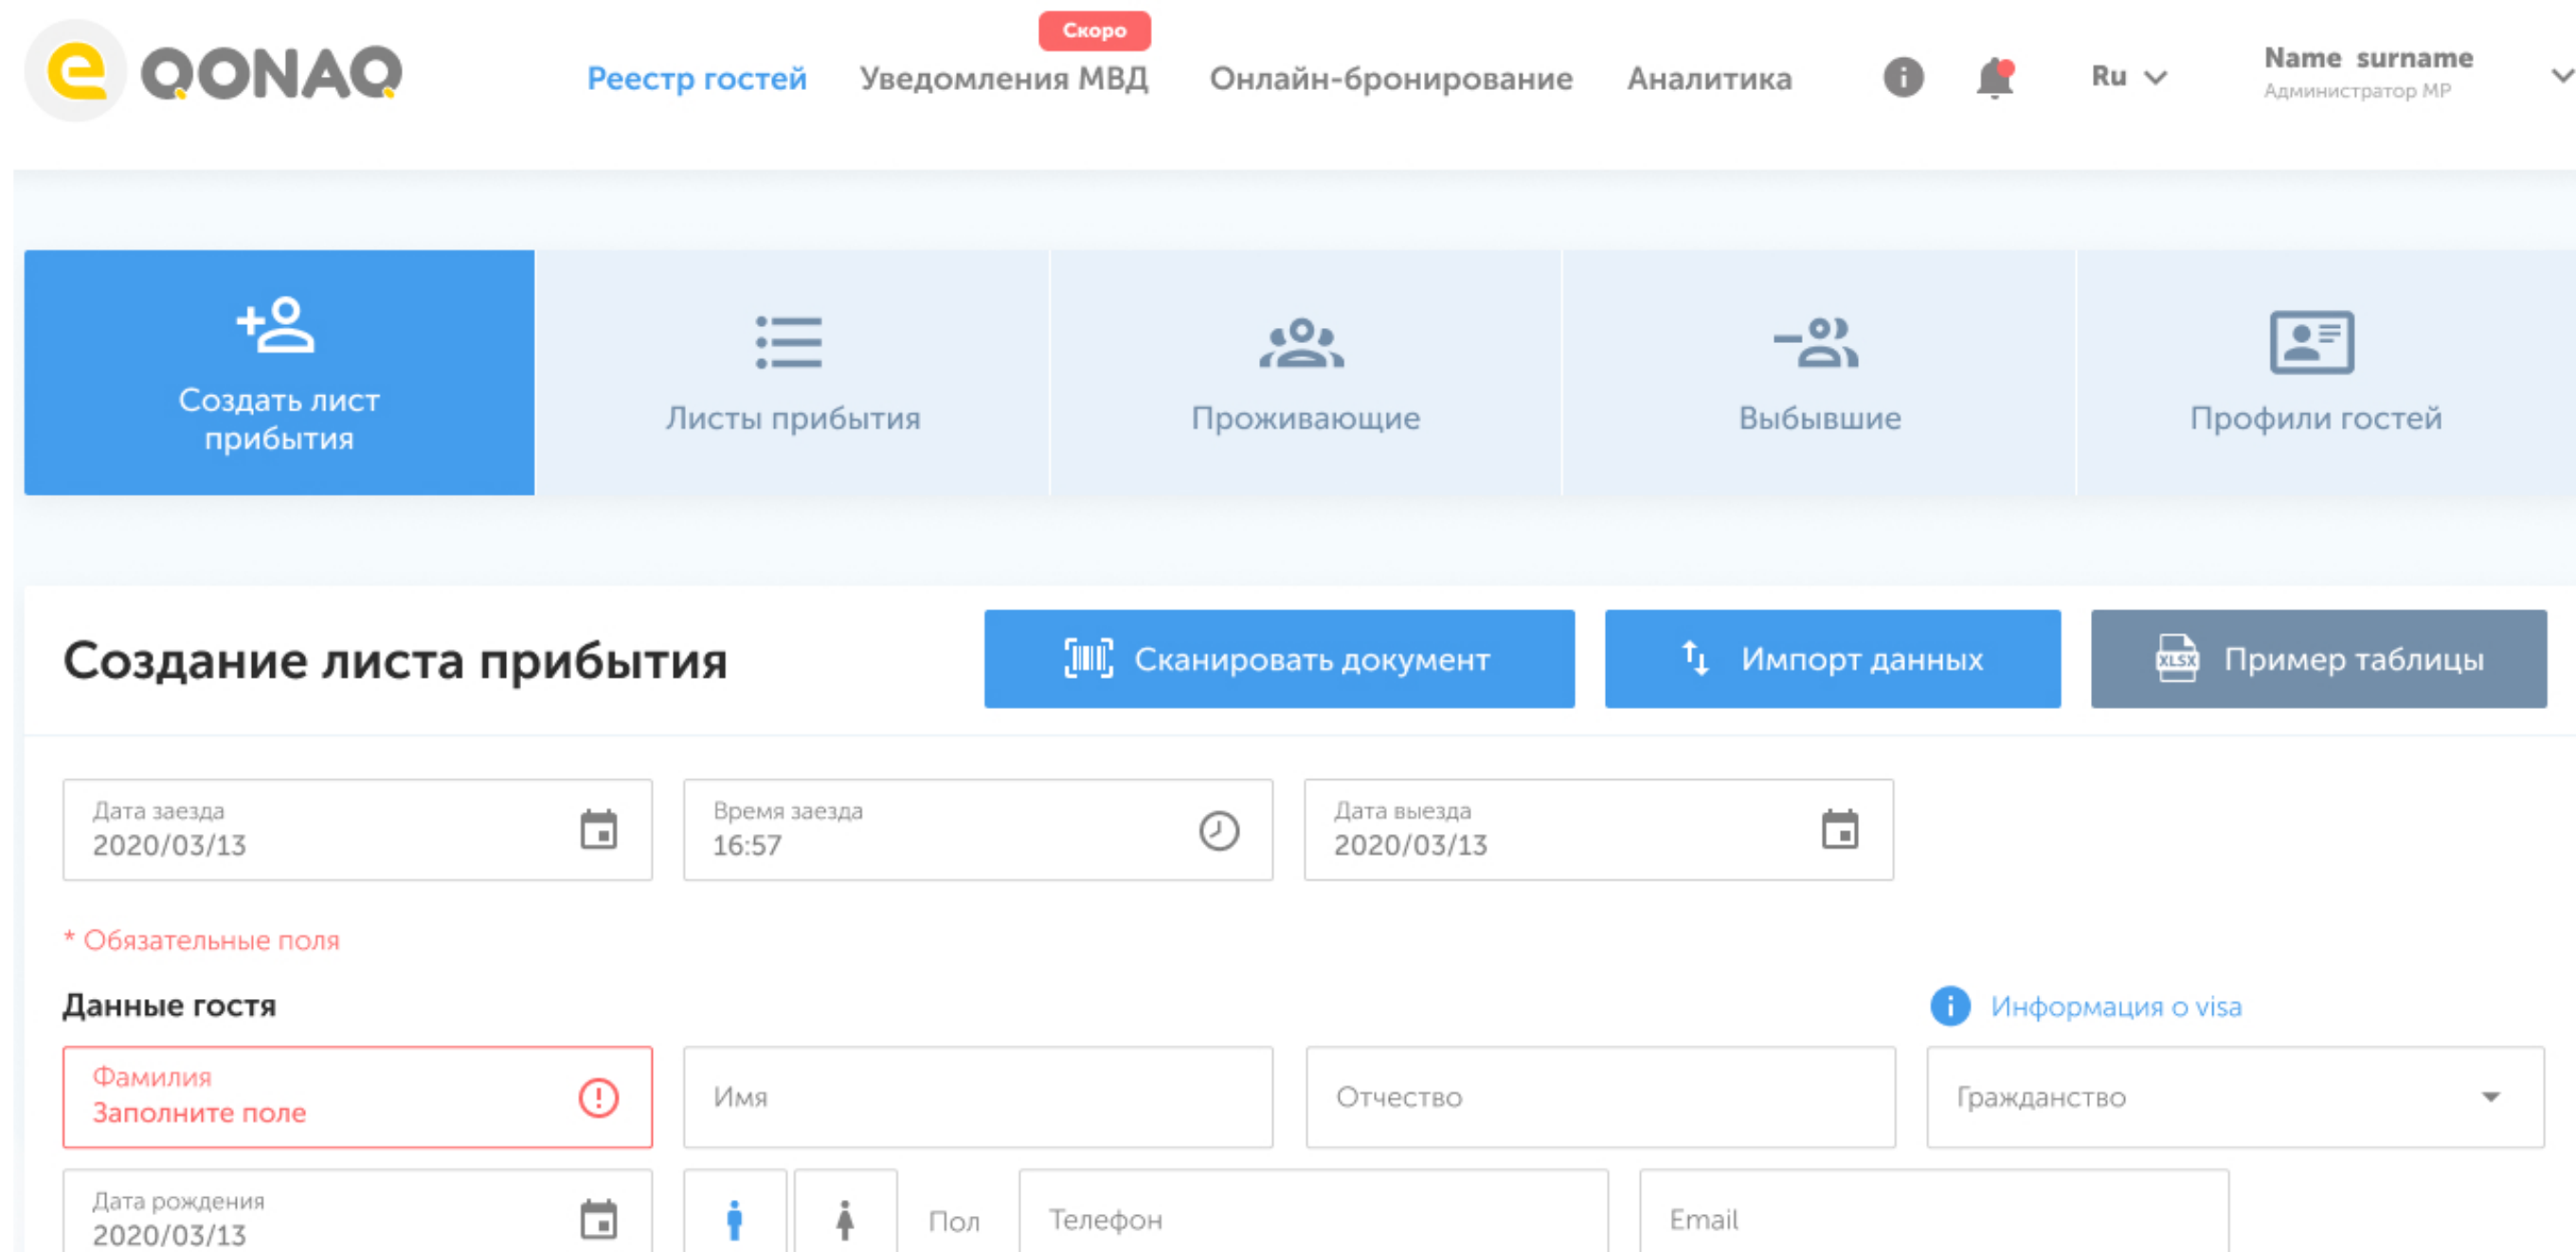 Скоро
e QONAQ
Реестр гостей Уведомления МВД Онлайн-бронирование Аналитика Ru Name surname
Администратор МР
Создать лист
прибытия
Листы прибытия
Проживающие
Выбывшие
Профили гостей
Создание листа прибытия
Сканировать документ
Импорт данных
XLSX Пример таблицы
Дата заезда
2020/03/13
Время заезда
16:57
Дата выезда
2020/03/13
* Обязательные поля
Данные гостя
Информация о visa
Фамилия
Заполните поле
Имя
Отчество
Гражданство
Дата рождения
2020/03/13
Пол
Телефон
Email